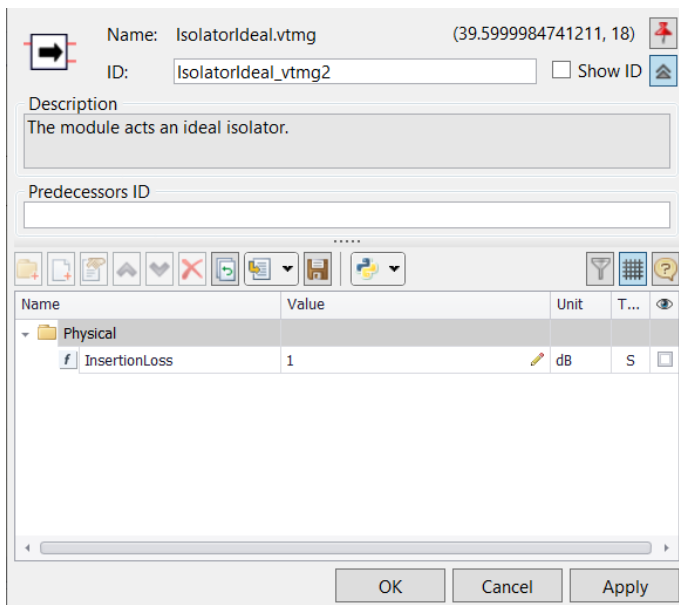 Name: IsolatorIdeal.vtmg (39.5999984741211, 18)
ID: IsolatorIdeal_vtmg2 Show ID
Description
The module acts an ideal isolator.
Predecessors ID
Name Value Unit T...
Physical
f InsertionLoss 1 dB S
OK Cancel Apply